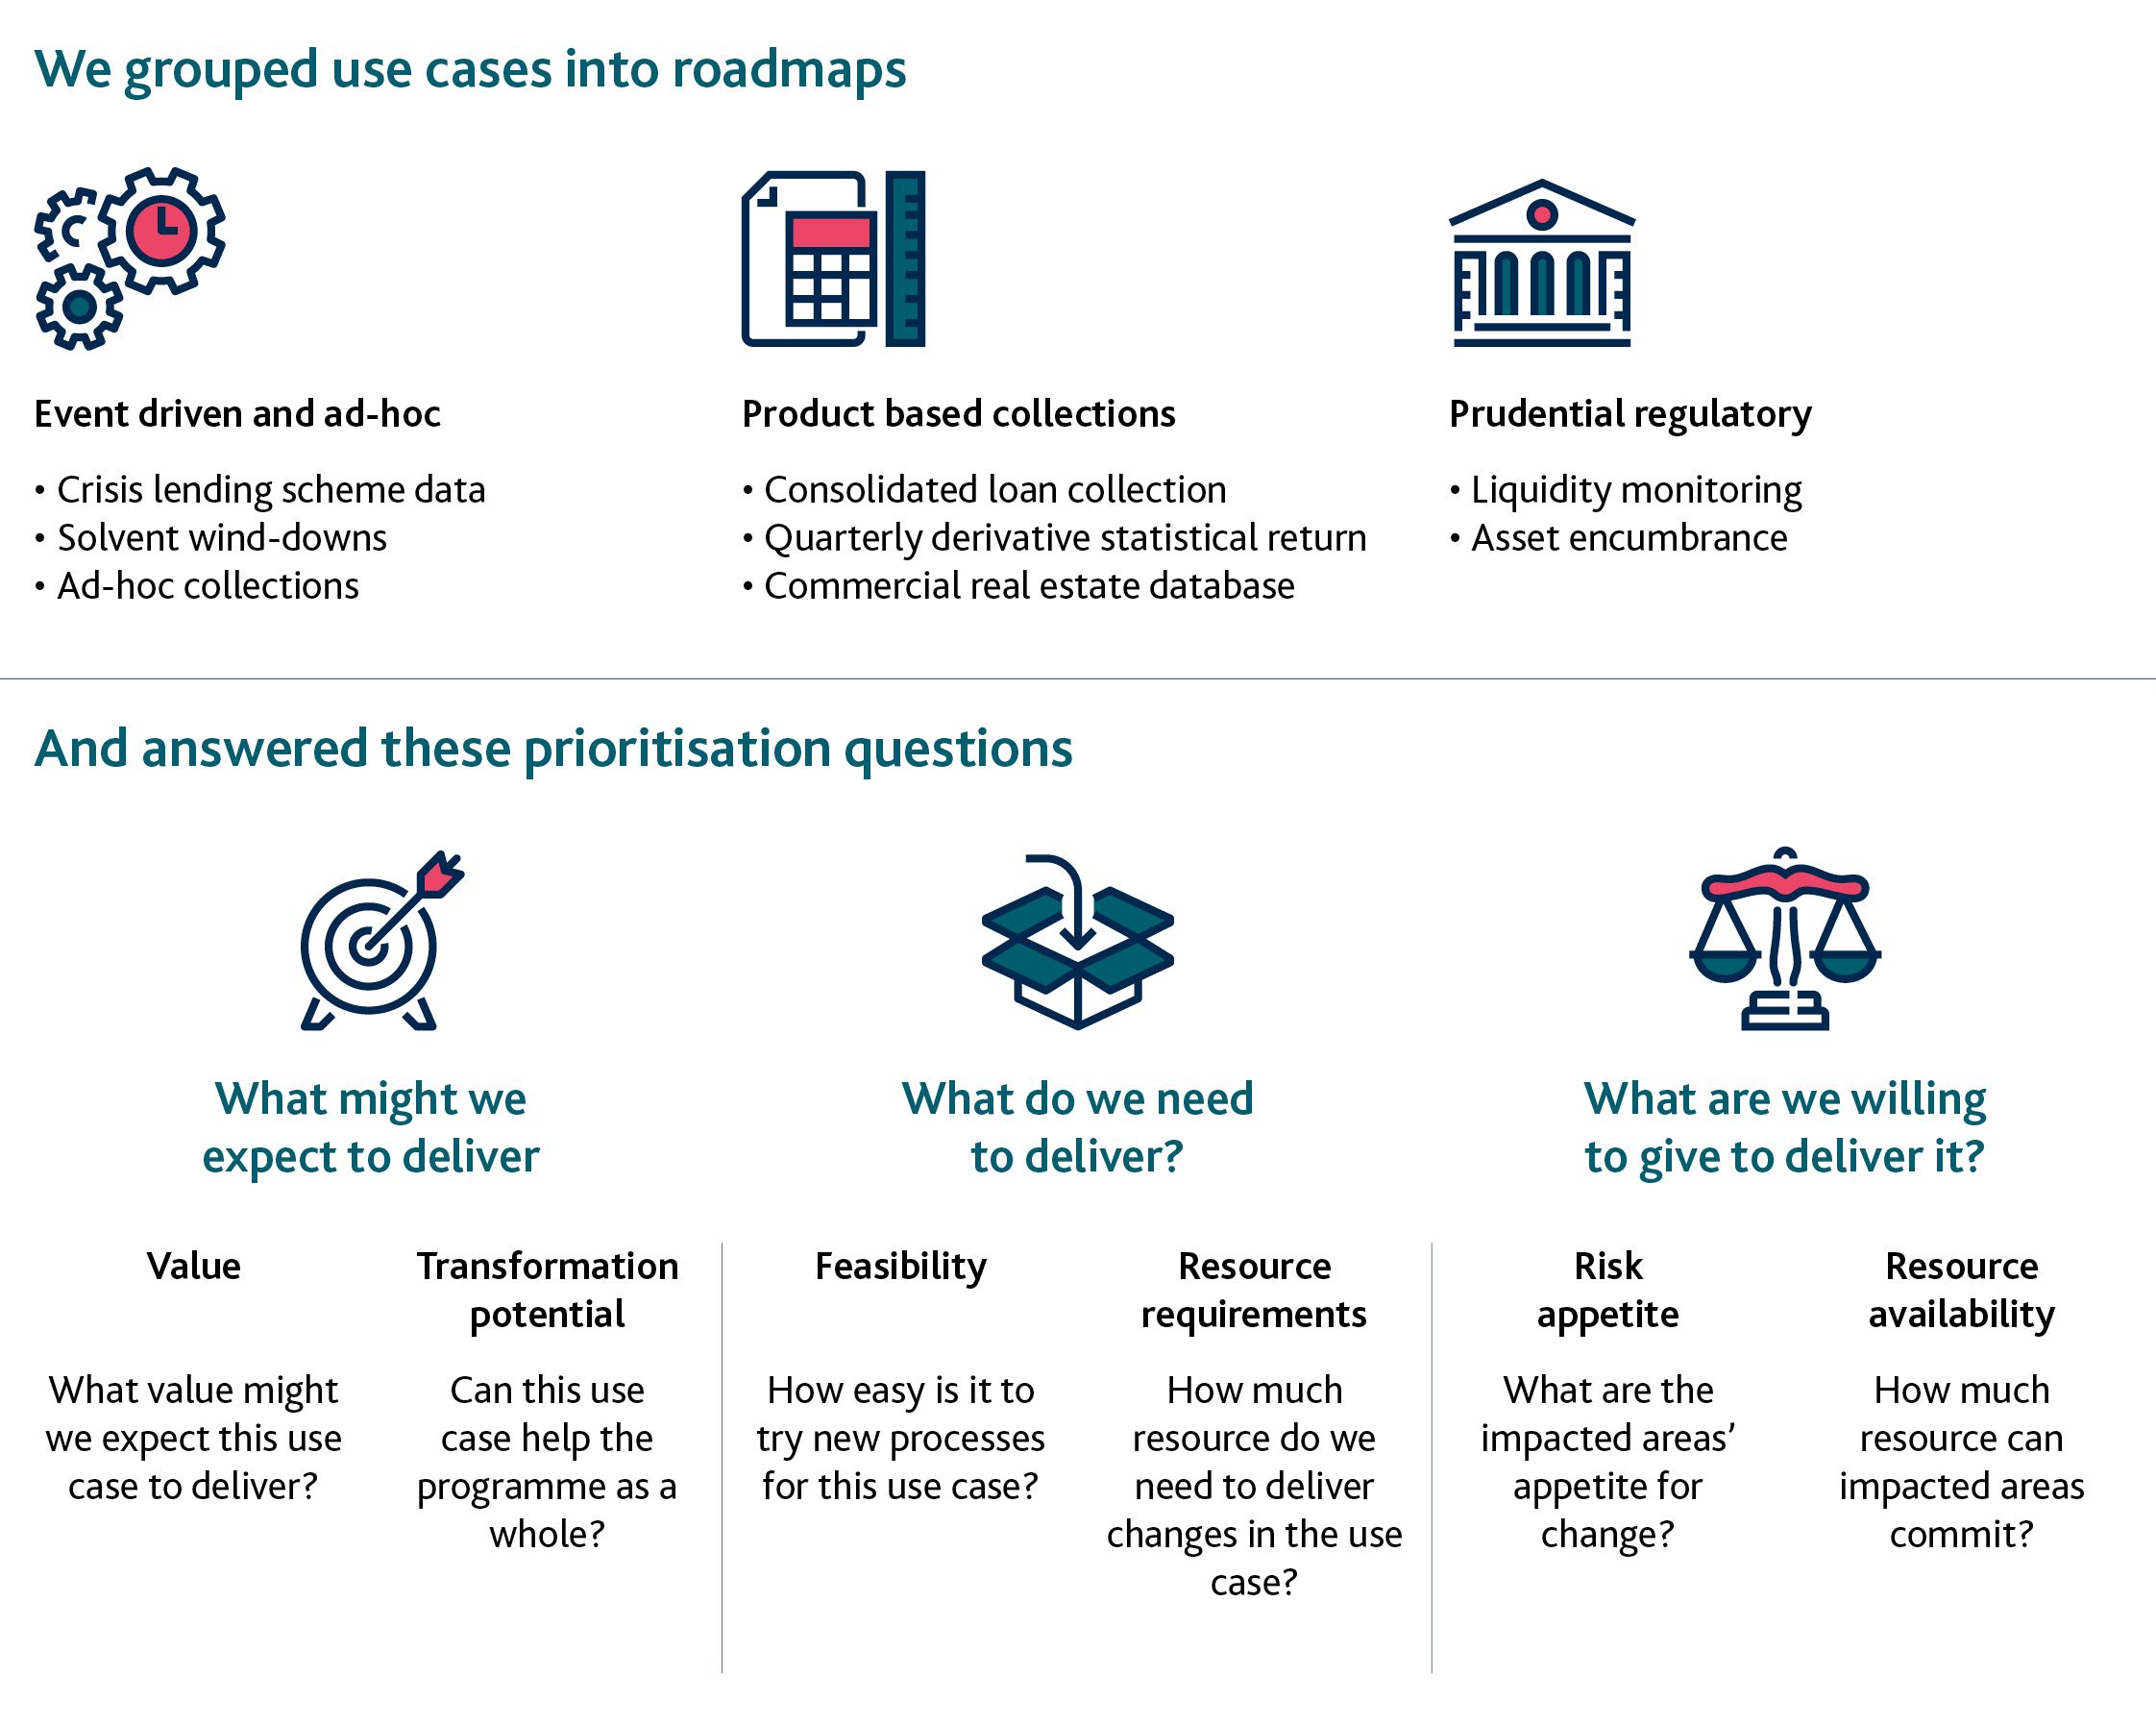 We grouped use cases into roadmaps
Event driven and ad-hoc
• Crisis lending scheme data
• Solvent wind-downs
• Ad-hoc collections
Product based collections
• Consolidated loan collection
• Quarterly derivative statistical return
• Commercial real estate database
Prudential regulatory
• Liquidity monitoring
• Asset encumbrance
And answered these prioritisation questions
What might we
expect to deliver
Value
What value might
we expect this use
case to deliver?
Transformation
potential
Can this use
case help the
programme as a
whole?
What do we need
to deliver?
Feasibility
How easy is it to
try new processes
for this use case?
Resource
requirements
How much
resource do we
need to deliver
changes in the use
case?
What are we willing
to give to deliver it?
Risk
appetite
What are the
impacted areas’
appetite for
change?
Resource
availability
How much
resource can
impacted areas
commit?